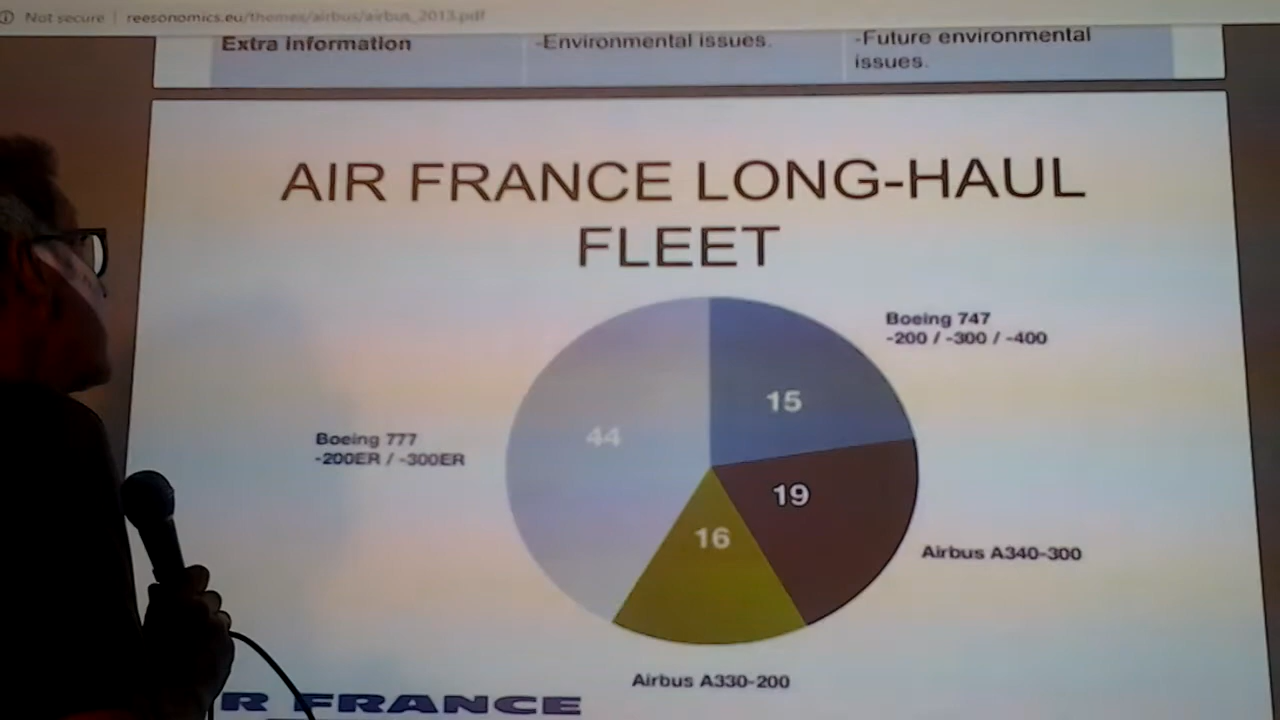 Not secure | reesonomics.eu/themes/airbus/airbus_2013.pdf
Extra information
-Environmental issues.
-Future environmental
issues.
AIR FRANCE LONG-HAUL
FLEET
Boeing 747
-200 / -300 / -400
15
44
Boeing 777
-200ER / -300ER
19
16
Airbus A340-300
Airbus A330-200
R FRANCE